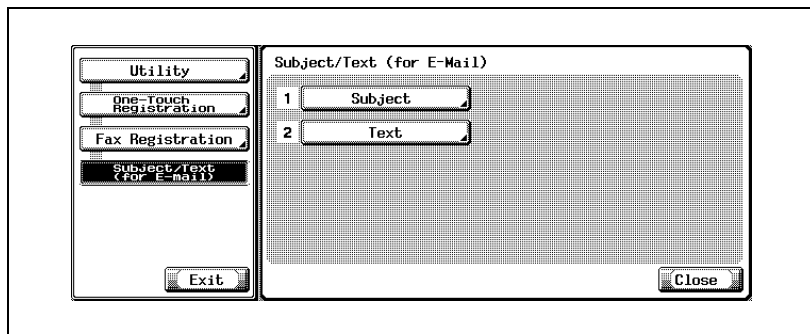 Utility
One-Touch
Registration
Fax Registration
Subject/Text
(for E-mail)
Exit
Subject/Text (for E-Mail)
1 Subject
2 Text
Close